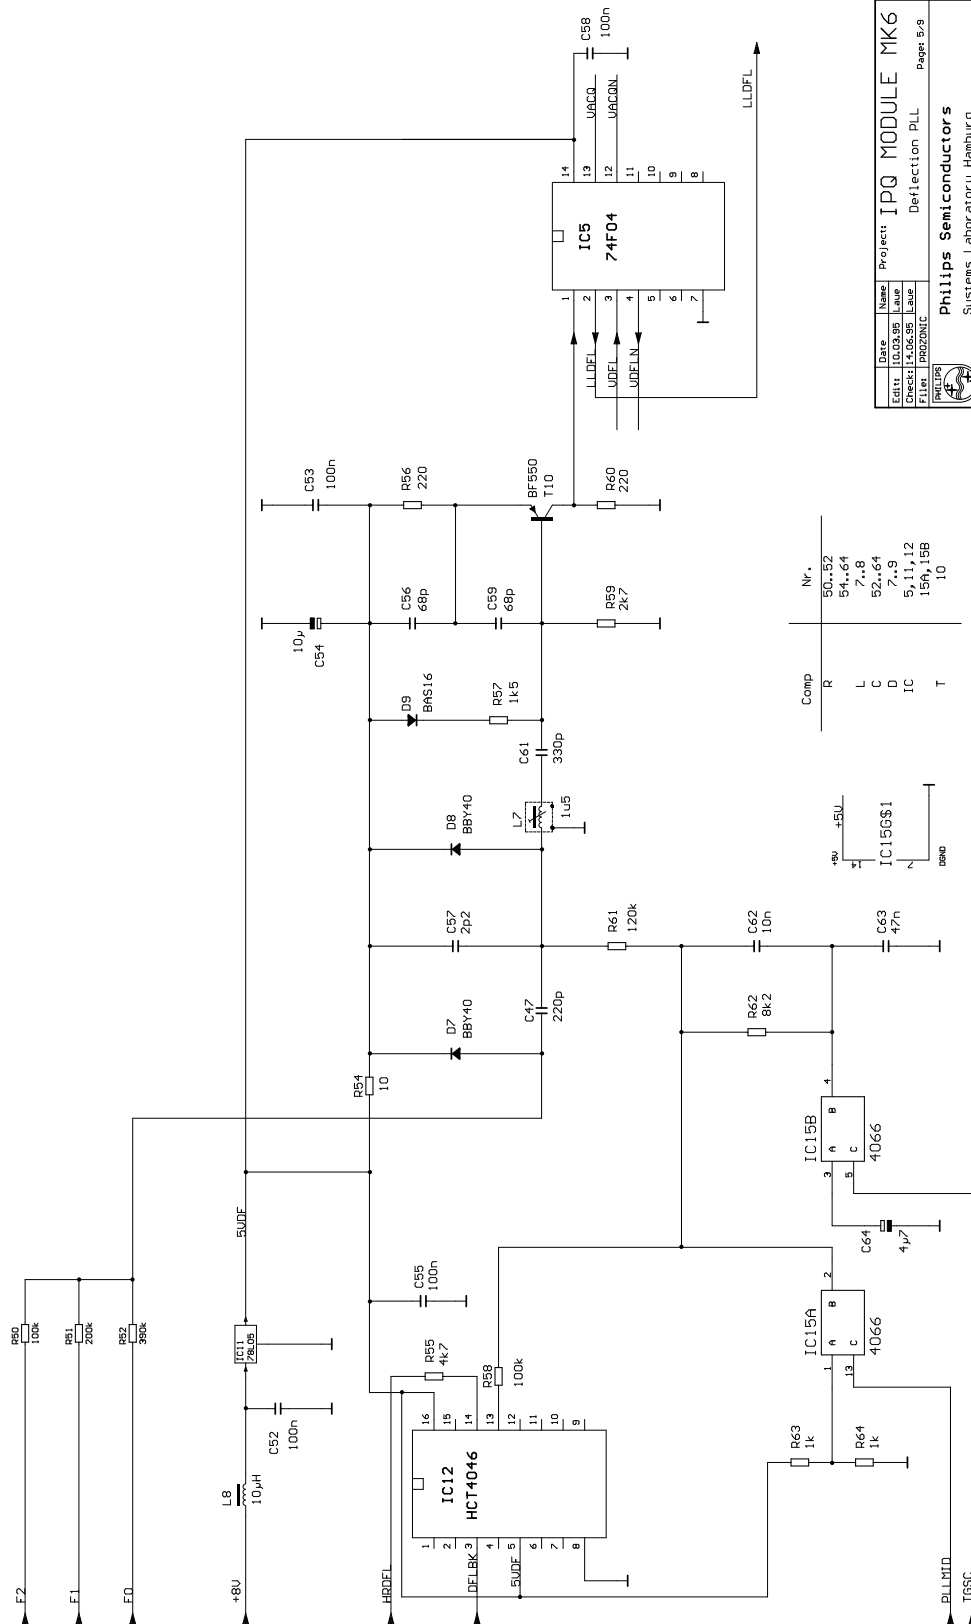 F2
F1
F0
R50
100k
R51
200k
R52
390k
+8V
L8
10µH
C52
100n
IC11
78L05
5VDF
HRDFL
DFLBK
5VDF
IC12
HCT4046
1
2
3
4
5
6
7
8
16
15
14
13
12
11
10
9
R55
4k7
C55
100n
R58
100k
R54
10
D7
BBY40
C47
220p
C57
2p2
D8
BBY40
L7
1u5
C61
330p
D9
BAS16
R57
1k5
10µ
C54
C56
68p
C59
68p
R59
2k7
C53
100n
R56
220
BF550
T10
R60
220
IC5
74F04
1
2
3
4
5
6
7
14
13
12
11
10
9
8
LLDFL
VDFL
VDFLN
VACQ
VACQN
C58
100n
LLDFL
R61
120k
C62
10n
R62
8k2
C63
47n
R63
1k
R64
1k
IC15A
4066
A B
C
1
13
2
IC15B
4066
A B
C
3
5
4
C64
4µ7
PLLMID
+5V
+5V
14
IC15G$1
7
DGND
Comp Nr.
R 50..52
54..64
L 7..8
C 52..64
D 7..9
IC 5,11,12
15A,15B
T 10
Date Name
Edit: 10.03.95 Laue
Check: 14.06.95 Laue
File: PROZONIC
Project: IPQ MODULE MK6
Deflection PLL Page: 5/9
PHILIPS
Philips Semiconductors
Systems Laboratory Hamburg